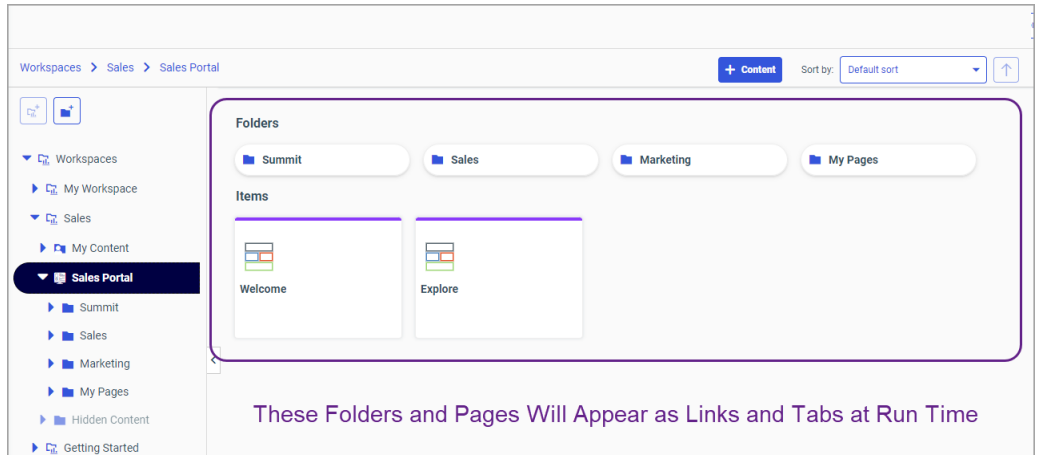 Workspaces > Sales > Sales Portal
+ Content
Sort by:
Default sort
Workspaces
My Workspace
Sales
My Content
Sales Portal
Summit
Sales
Marketing
My Pages
Hidden Content
Getting Started
Folders
Summit
Sales
Marketing
My Pages
Items
Welcome
Explore
These Folders and Pages Will Appear as Links and Tabs at Run Time